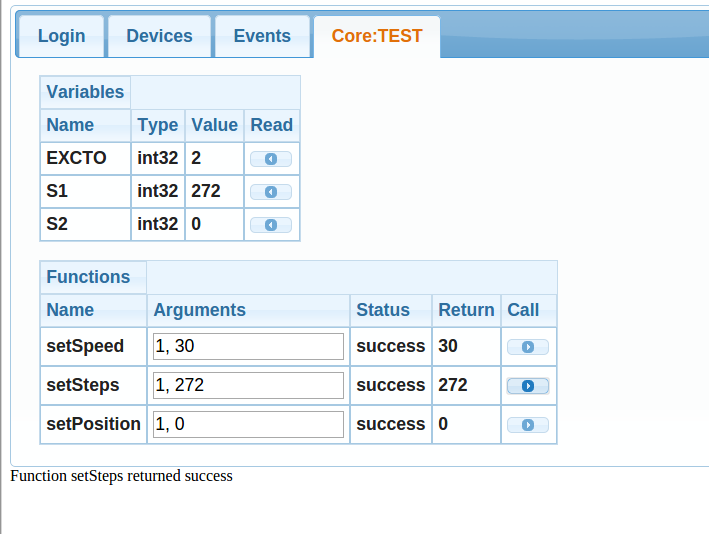 Login Devices Events Core:TEST
Variables
Name Type Value Read
EXCTO int32 2
S1 int32 272
S2 int32 0
Functions
Name Arguments Status Return Call
setSpeed 1, 30 success 30
setSteps 1, 272 success 272
setPosition 1, 0 success 0
Function setSteps returned success